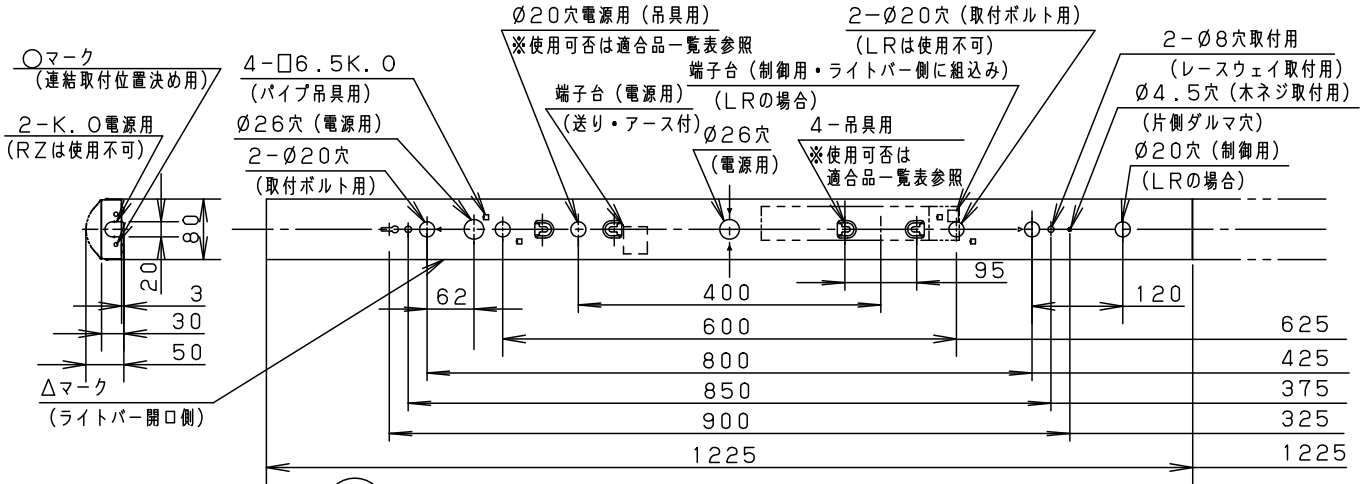 ○マーク
(連結取付位置決め用)
2-K.O電源用
(RZは使用不可)
4-□6.5K.O
(パイプ吊具用)
Ø26穴(電源用)
2-Ø20穴
(取付ボルト用)
Ø20穴電源用(吊具用)
※使用可否は適合品一覧表参照
端子台(電源用)
(送り・アース付)
2-Ø20穴(取付ボルト用)
(LRは使用不可)
端子台(制御用・ライトバー側に組込み)
(LRの場合)
Ø26穴
(電源用)
4-吊具用
※使用可否は
適合品一覧表参照
2-Ø8穴取付用
(レースウェイ取付用)
Ø4.5穴(木ネジ取付用)
(片側ダルマ穴)
Ø20穴(制御用)
(LRの場合)
80
20
3
30
50
△マーク
(ライトバー開口側)
62
400
95
120
600
625
800
425
850
375
900
325
1225
1225